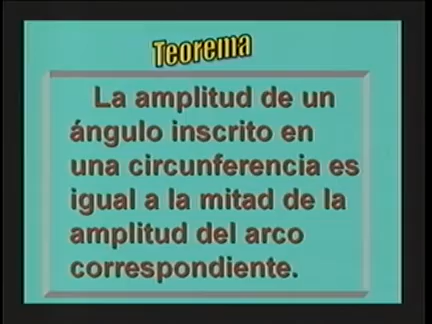 Teorema
La amplitud de un
ángulo inscrito en
una circunferencia es
igual a la mitad de la
amplitud del arco
correspondiente.